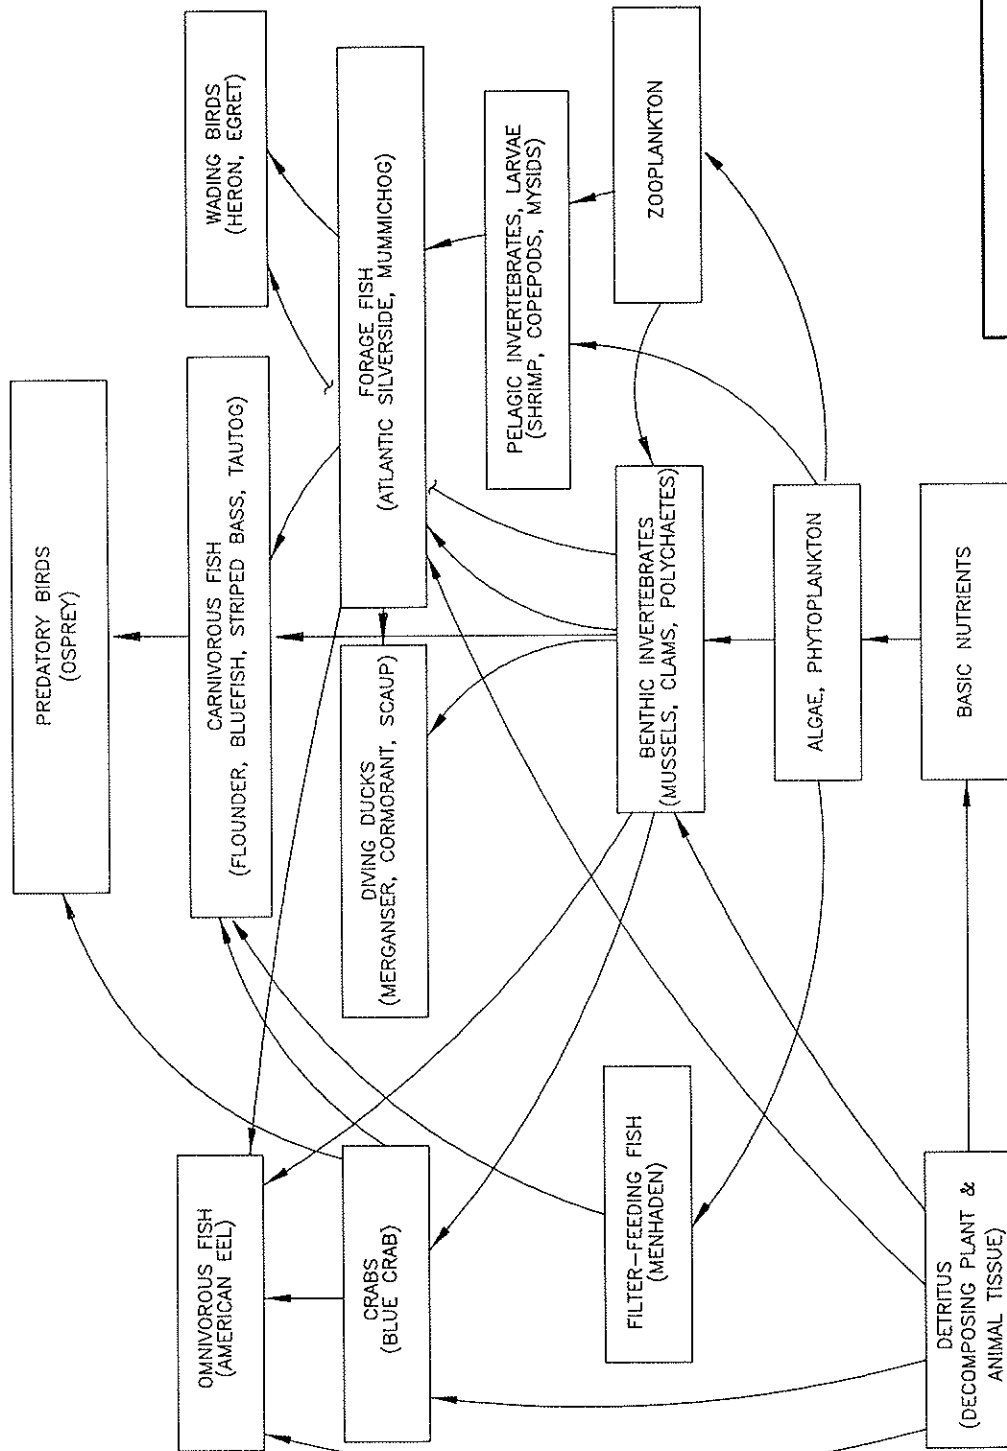 PREDATORY BIRDS
(OSPREY)
OMNIVOROUS FISH
(AMERICAN EEL)
CARNIVOROUS FISH
(FLOUNDER, BLUEFISH, STRIPED BASS, TAUTOG)
WADING BIRDS
(HERON, EGRET)
CRABS
(BLUE CRAB)
DIVING DUCKS
(MERGANSER, CORMORANT, SCAUP)
FORAGE FISH
(ATLANTIC SILVERSIDE, MUMMICHOG)
PELAGIC INVERTEBRATES, LARVAE
(SHRIMP, COPEPODS, MYSIDS)
FILTER-FEEDING FISH
(MENHADEN)
BENTHIC INVERTEBRATES
(MUSSELS, CLAMS, POLYCHAETES)
ZOOPLANKTON
ALGAE, PHYTOPLANKTON
DETRITUS
(DECOMPOSING PLANT &
ANIMAL TISSUE)
BASIC NUTRIENTS